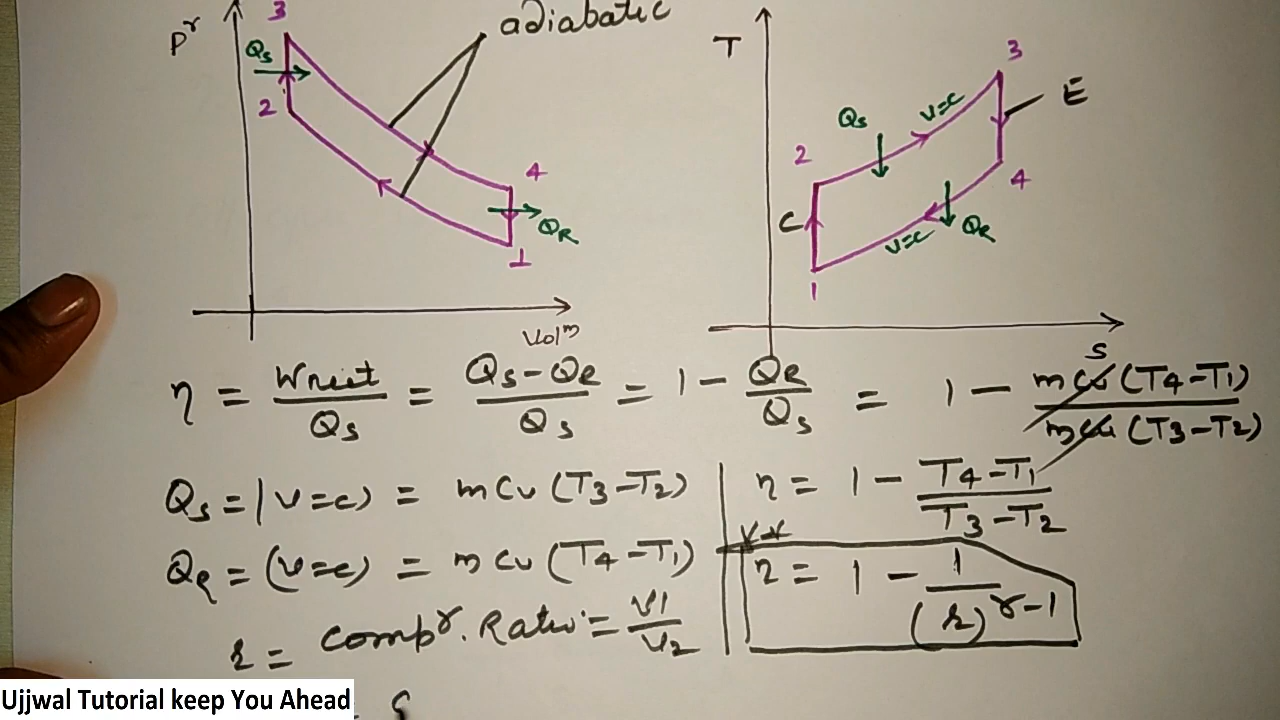 3
adiabatic
Pʳ
Qs
2
4
QR
1
Volᵐ
T
3
E
Qs
v=c
2
4
C
v=c
QR
1
S
η = Wnet/Qs = Qs-QR/Qs = 1 - QR/Qs = 1 - mcv(T4-T1)/mcv(T3-T2)
Qs = (v=c) = mcv(T3-T2)
η = 1 - T4-T1/T3-T2
QR = (v=c) = mcv(T4-T1)
η = 1 - 1/(r)^γ-1
r = compʳ. Ratio = V1/V2
Ujjwal Tutorial keep You Ahead